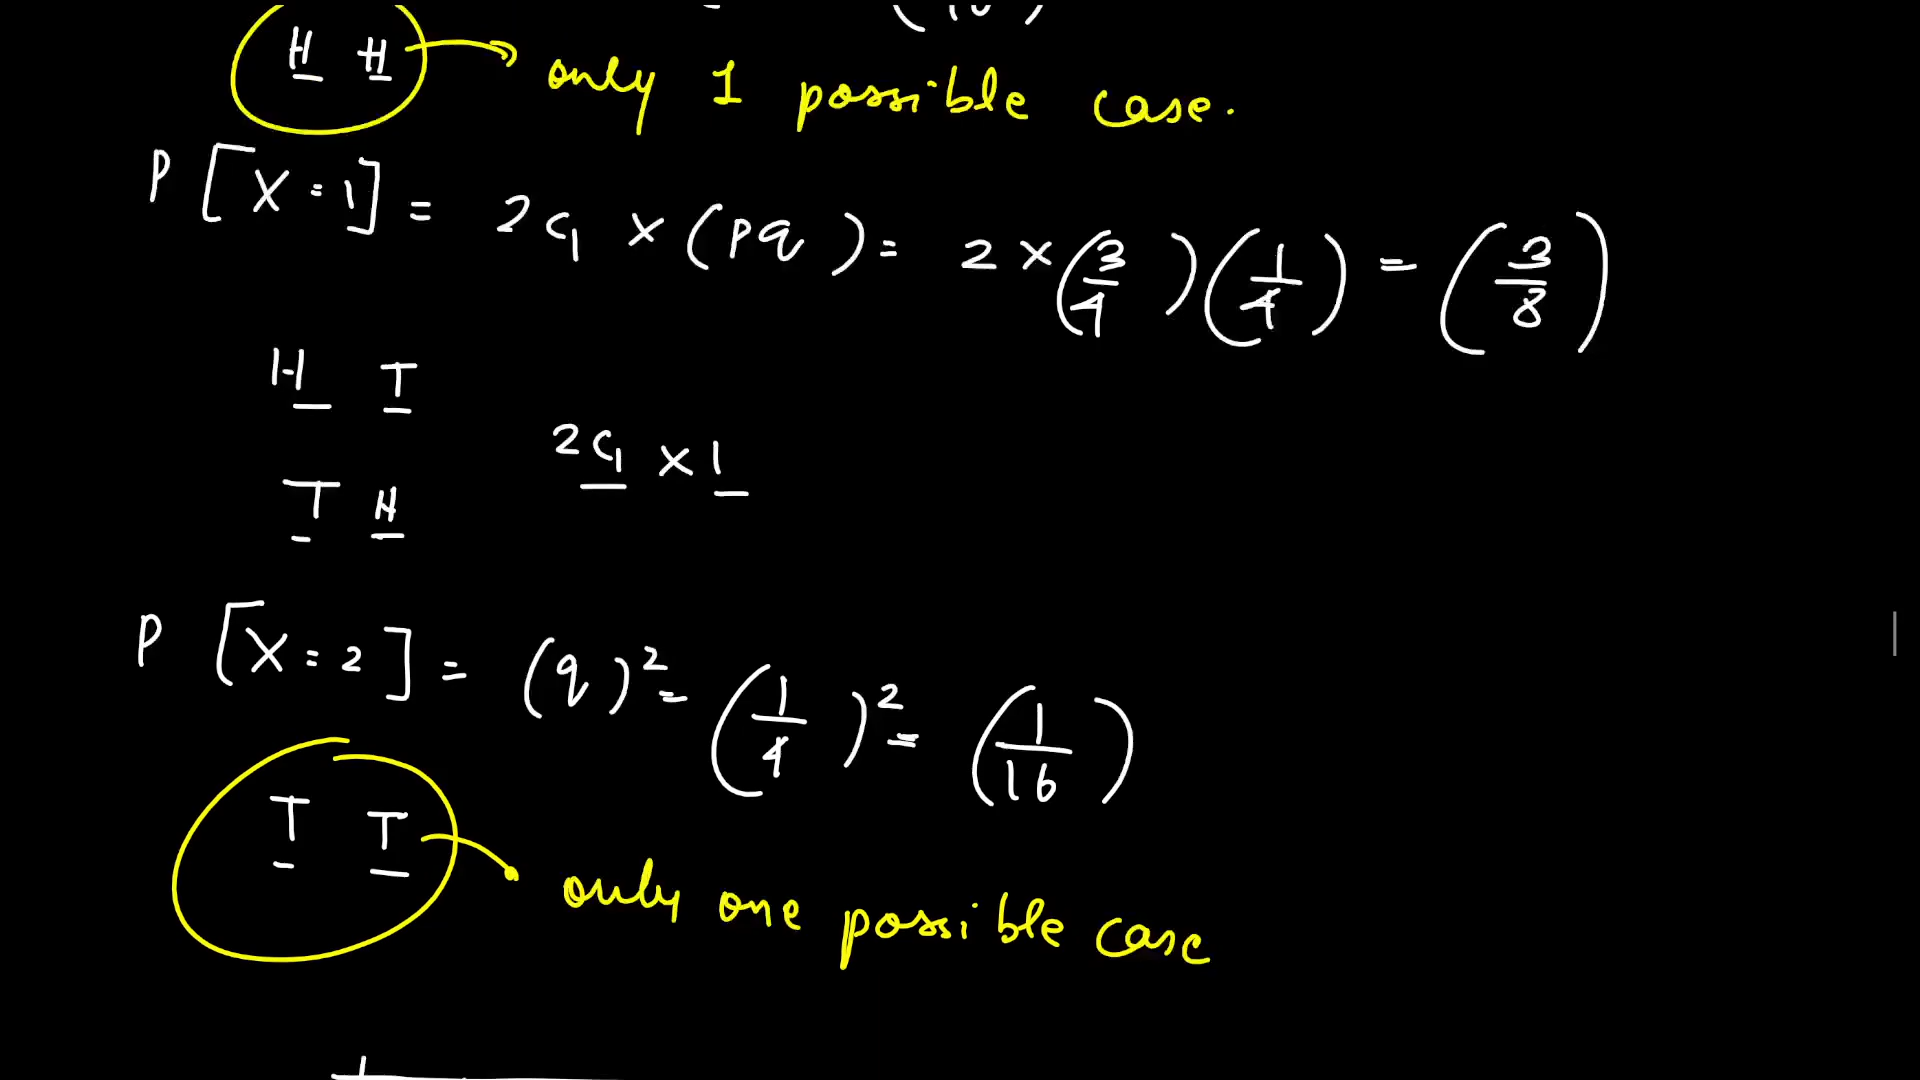 H H → only 1 possible case.
P [X = 1] = 2C₁ × (pq) = 2 × (3/4)(1/4) = (3/8)
H T
2C₁ × 1
T H
P [X = 2] = (q)² = (1/4)² = (1/16)
T T → only one possible case